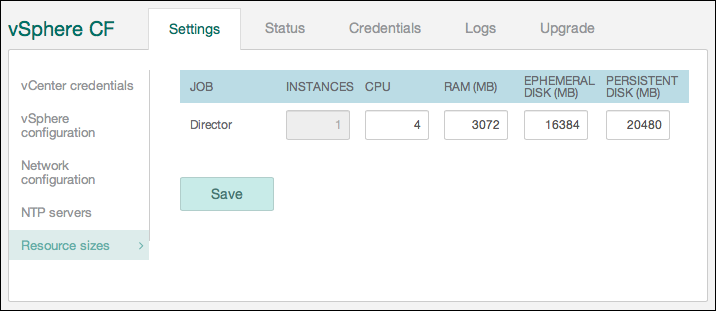 vSphere CF Settings Status Credentials Logs Upgrade
vCenter credentials
vSphere
configuration
Network
configuration
NTP servers
Resource sizes >
JOB INSTANCES CPU RAM (MB) EPHEMERAL DISK (MB) PERSISTENT DISK (MB)
Director 1 4 3072 16384 20480
Save